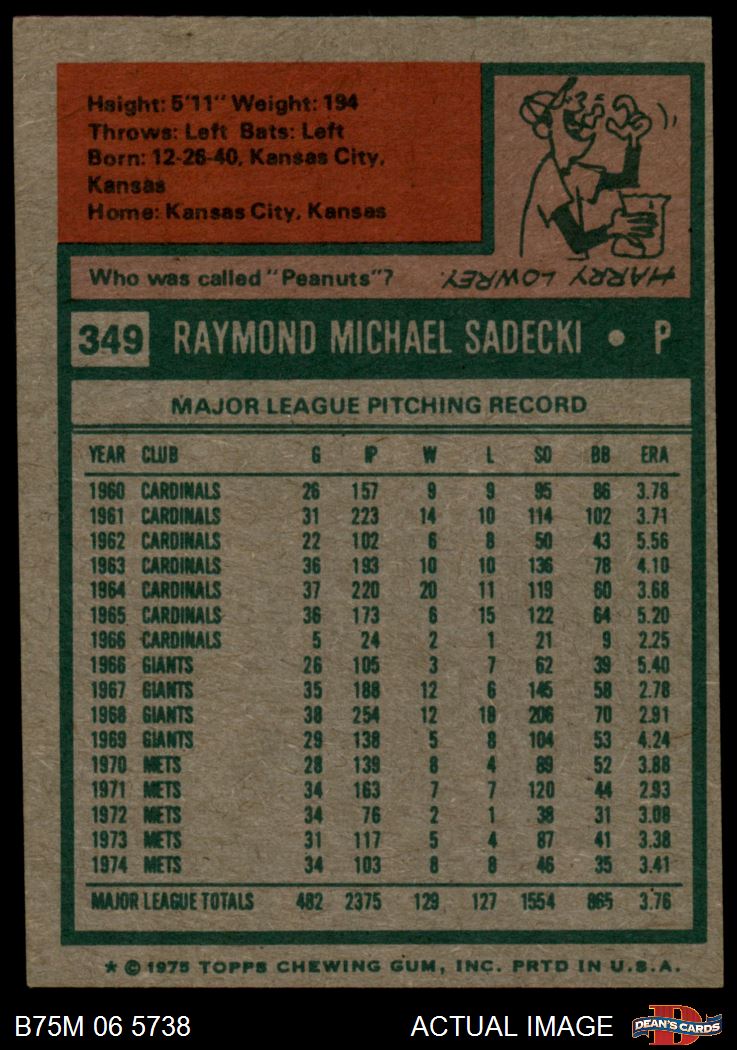 Height: 5'11" Weight: 194
Throws: Left Bats: Left
Born: 12-26-40, Kansas City,
Kansas
Home: Kansas City, Kansas
Who was called "Peanuts"? HARRY LOWREY.
349 RAYMOND MICHAEL SADECKI • P
MAJOR LEAGUE PITCHING RECORD
YEAR CLUB G IP W L SO BB ERA
1960 CARDINALS 26 157 9 9 95 86 3.78
1961 CARDINALS 31 223 14 10 114 102 3.71
1962 CARDINALS 22 102 6 8 50 43 5.56
1963 CARDINALS 36 193 10 10 136 78 4.10
1964 CARDINALS 37 220 20 11 119 60 3.68
1965 CARDINALS 36 173 6 15 122 64 5.20
1966 CARDINALS 5 24 2 1 21 9 2.25
1966 GIANTS 26 105 3 7 62 39 5.40
1967 GIANTS 35 188 12 6 145 58 2.78
1968 GIANTS 38 254 12 18 206 70 2.91
1969 GIANTS 29 138 5 8 104 53 4.24
1970 METS 28 139 8 4 89 52 3.88
1971 METS 34 163 7 7 120 44 2.93
1972 METS 34 76 2 1 38 31 3.08
1973 METS 31 117 5 4 87 41 3.38
1974 METS 34 103 8 8 46 35 3.41
MAJOR LEAGUE TOTALS 482 2375 129 127 1554 865 3.76
* © 1975 TOPPS CHEWING GUM, INC. PRTD IN U.S.A.
B75M 06 5738 ACTUAL IMAGE DEAN'S CARDS